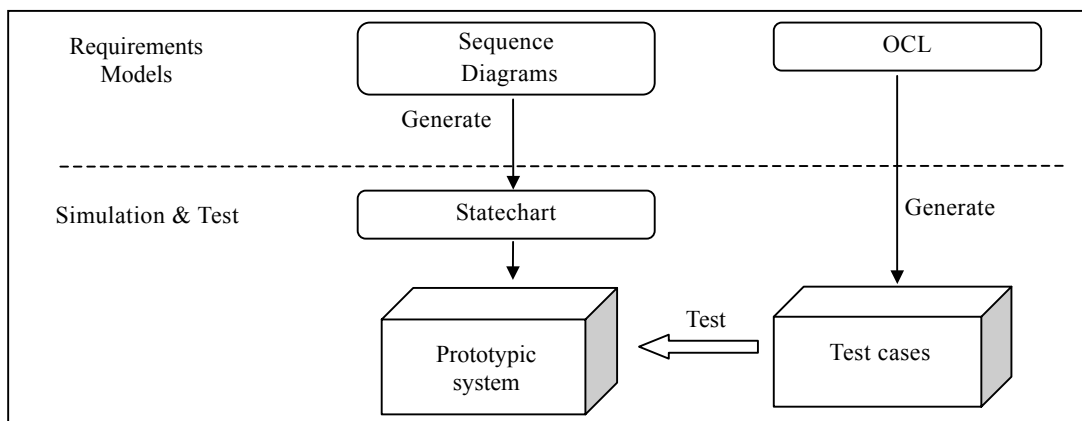 Requirements
Models
Sequence
Diagrams
OCL
Generate
Simulation & Test
Statechart
Generate
Prototypic
system
Test
Test cases